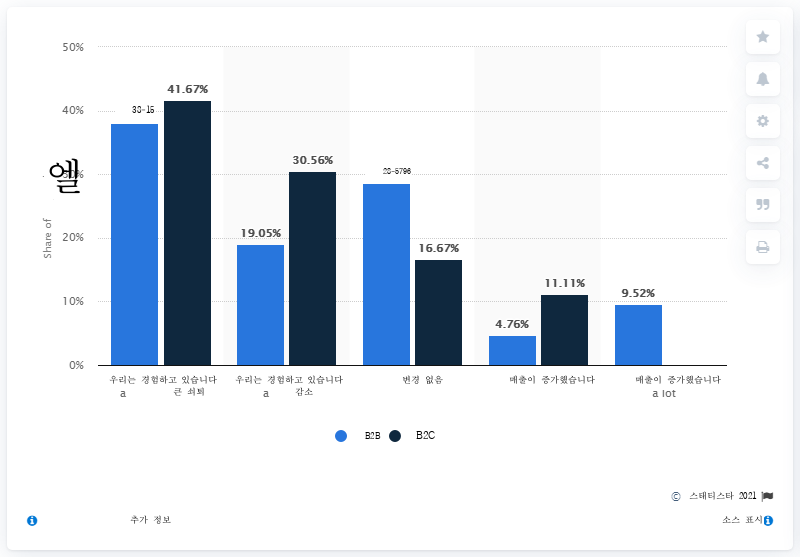 50%
41.67%
40%
38-15
30.56%
엘
30%
28-5796
Share of
20%
19.05%
16.67%
11.11%
10%
9.52%
4.76%
0%
우리는 경험하고 있습니다
a 큰 쇠퇴
우리는 경험하고 있습니다
a 감소
변경 없음
매출이 증가했습니다
매출이 증가했습니다
a lot
B2B B2C
© 스태티스타 2021
추가 정보
소스 표시